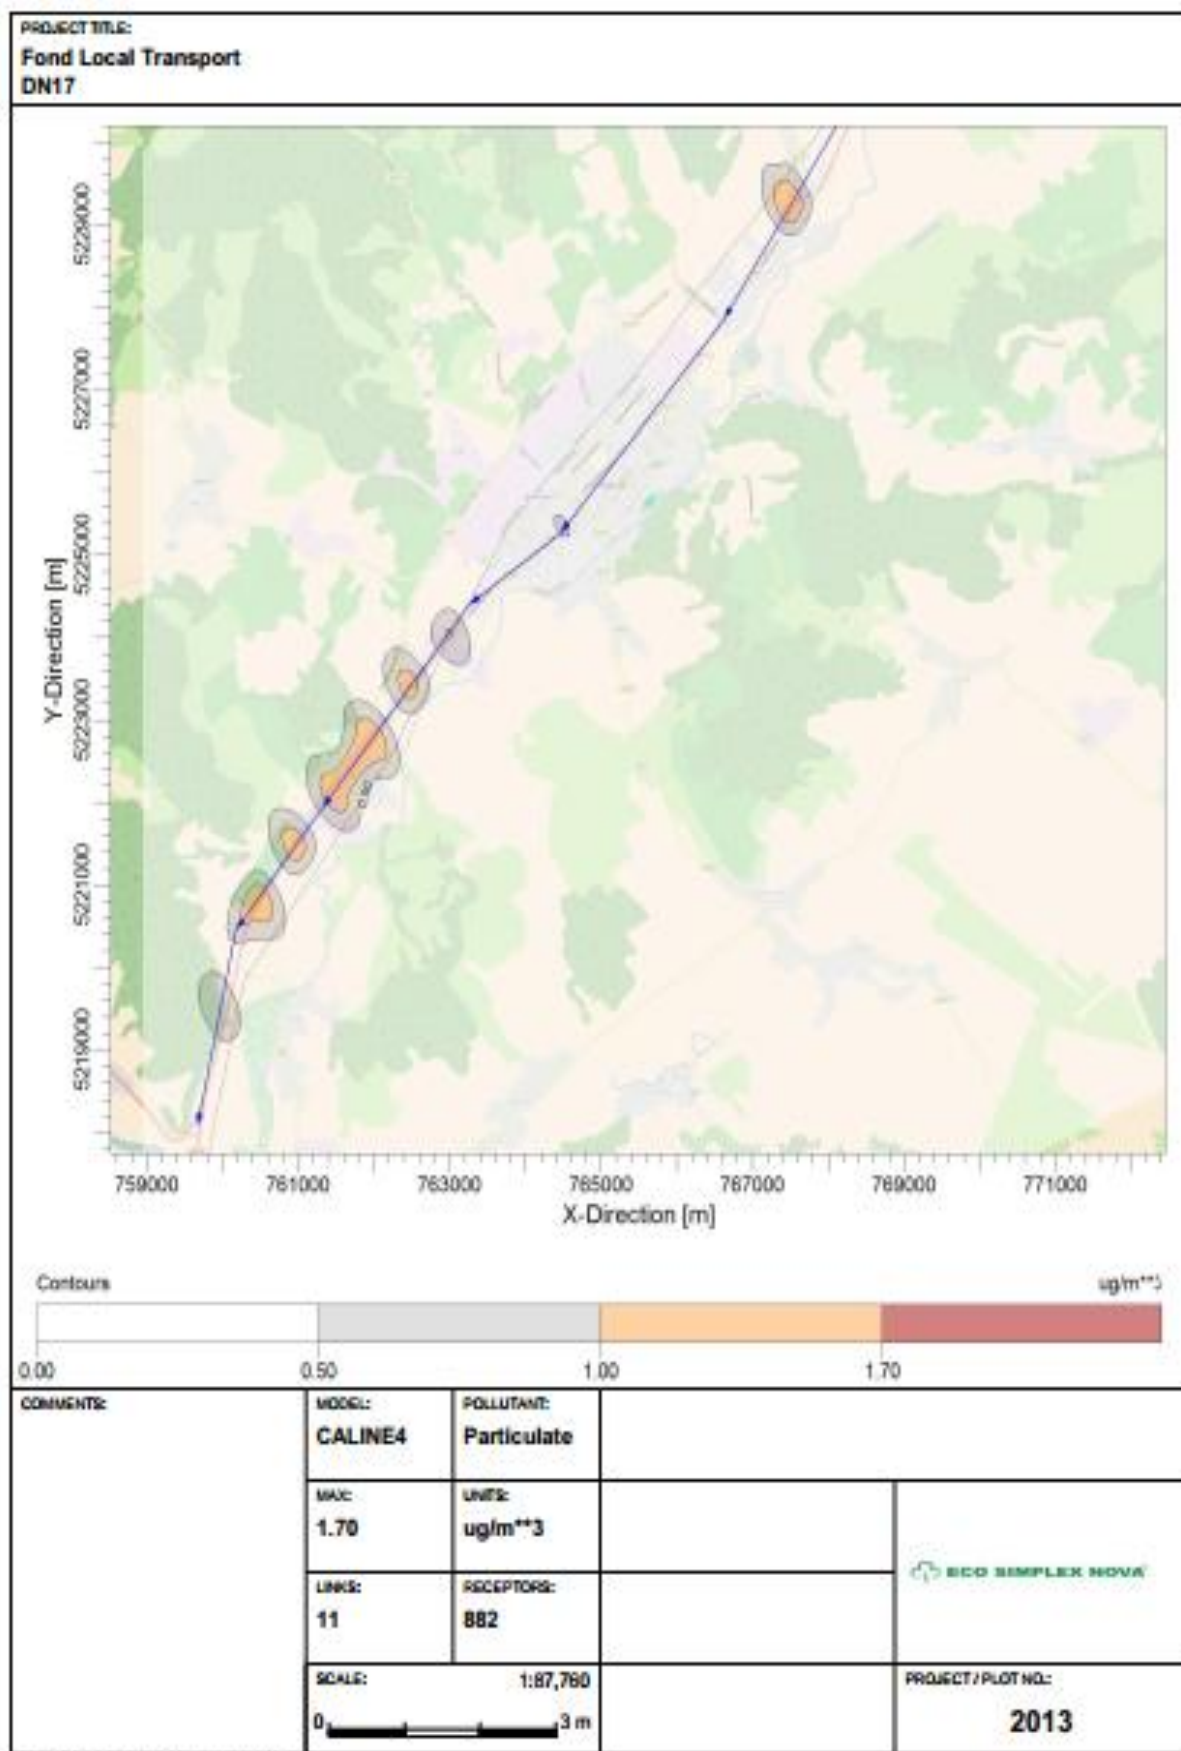 PROJECT TITLE:
Fond Local Transport
DN17
Y-Direction [m]
5229000
5227000
5225000
5223000
5221000
5219000
759000 761000 763000 765000 767000 769000 771000
X-Direction [m]
Contours ug/m**3
0.00 0.50 1.00 1.70
COMMENTS:
MODEL: POLLUTANT:
CALINE4 Particulate
MAX: UNITS:
1.70 ug/m**3
LINKS: RECEPTORS:
11 882
ECO SIMPLEX NOVA
SCALE: 1:87,760
0 3 m
PROJECT / PLOT NO.:
2013